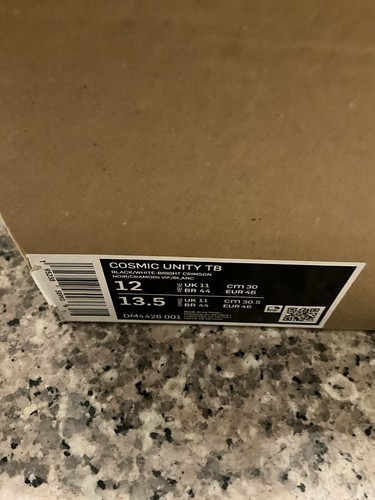 COSMIC UNITY TB
BLACK/WHITE-BRIGHT CRIMSON
NOIR/CRAMOISI VIF/BLANC
12 MENS UK 11 cm 30
BR 44 EUR 46
13.5 UK 11 cm 30.5
BR 44 EUR 46
DM4426 001